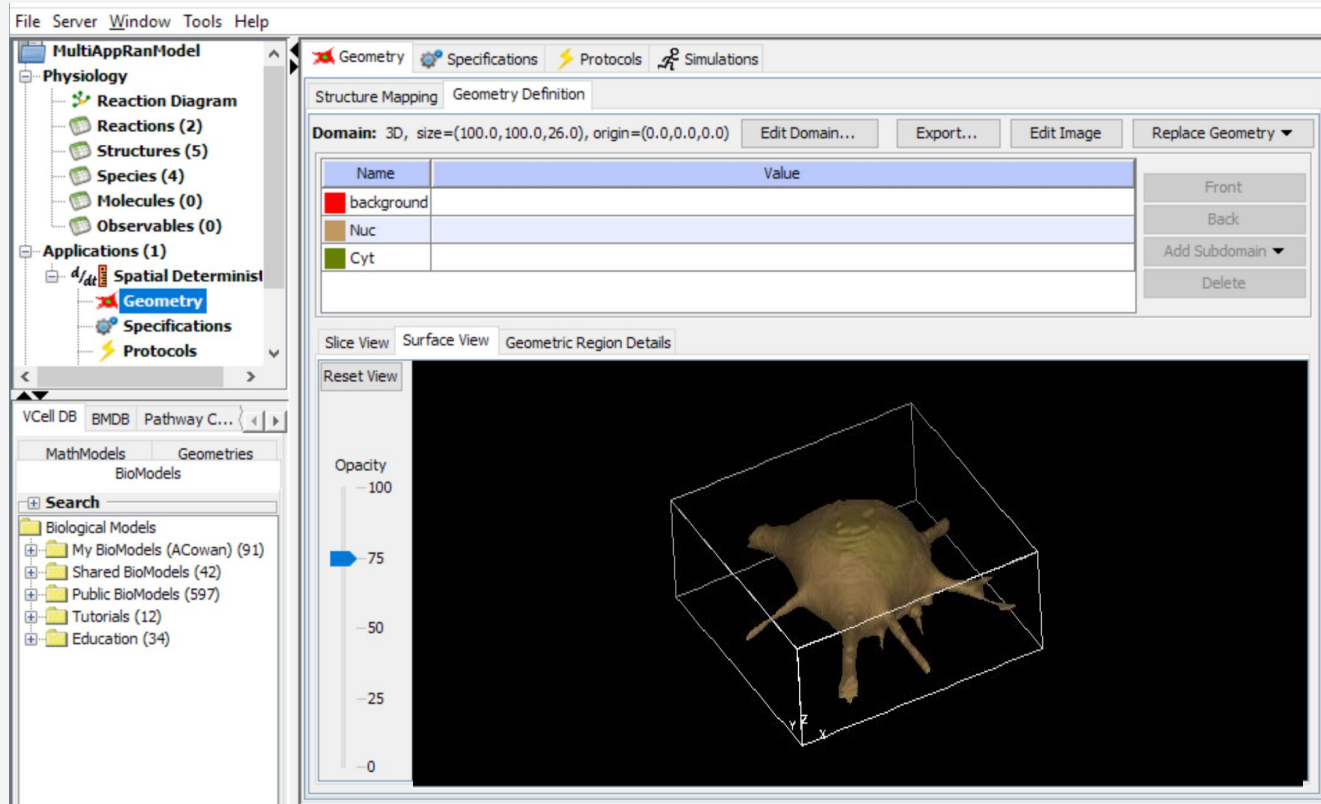 File Server Window Tools Help
MultiAppRanModel
Physiology
Reaction Diagram
Reactions (2)
Structures (5)
Species (4)
Molecules (0)
Observables (0)
Applications (1)
d/dt Spatial Determinist
Geometry
Specifications
Protocols
VCell DB BMDB Pathway C...
MathModels Geometries
BioModels
Search
Biological Models
My BioModels (ACowan) (91)
Shared BioModels (42)
Public BioModels (597)
Tutorials (12)
Education (34)
Geometry Specifications Protocols Simulations
Structure Mapping Geometry Definition
Domain: 3D, size=(100.0,100.0,26.0), origin=(0.0,0.0,0.0) Edit Domain... Export... Edit Image Replace Geometry
Name Value
background
Nuc
Cyt
Front
Back
Add Subdomain
Delete
Slice View Surface View Geometric Region Details
Reset View
Opacity
100
75
50
25
0
Y Z X